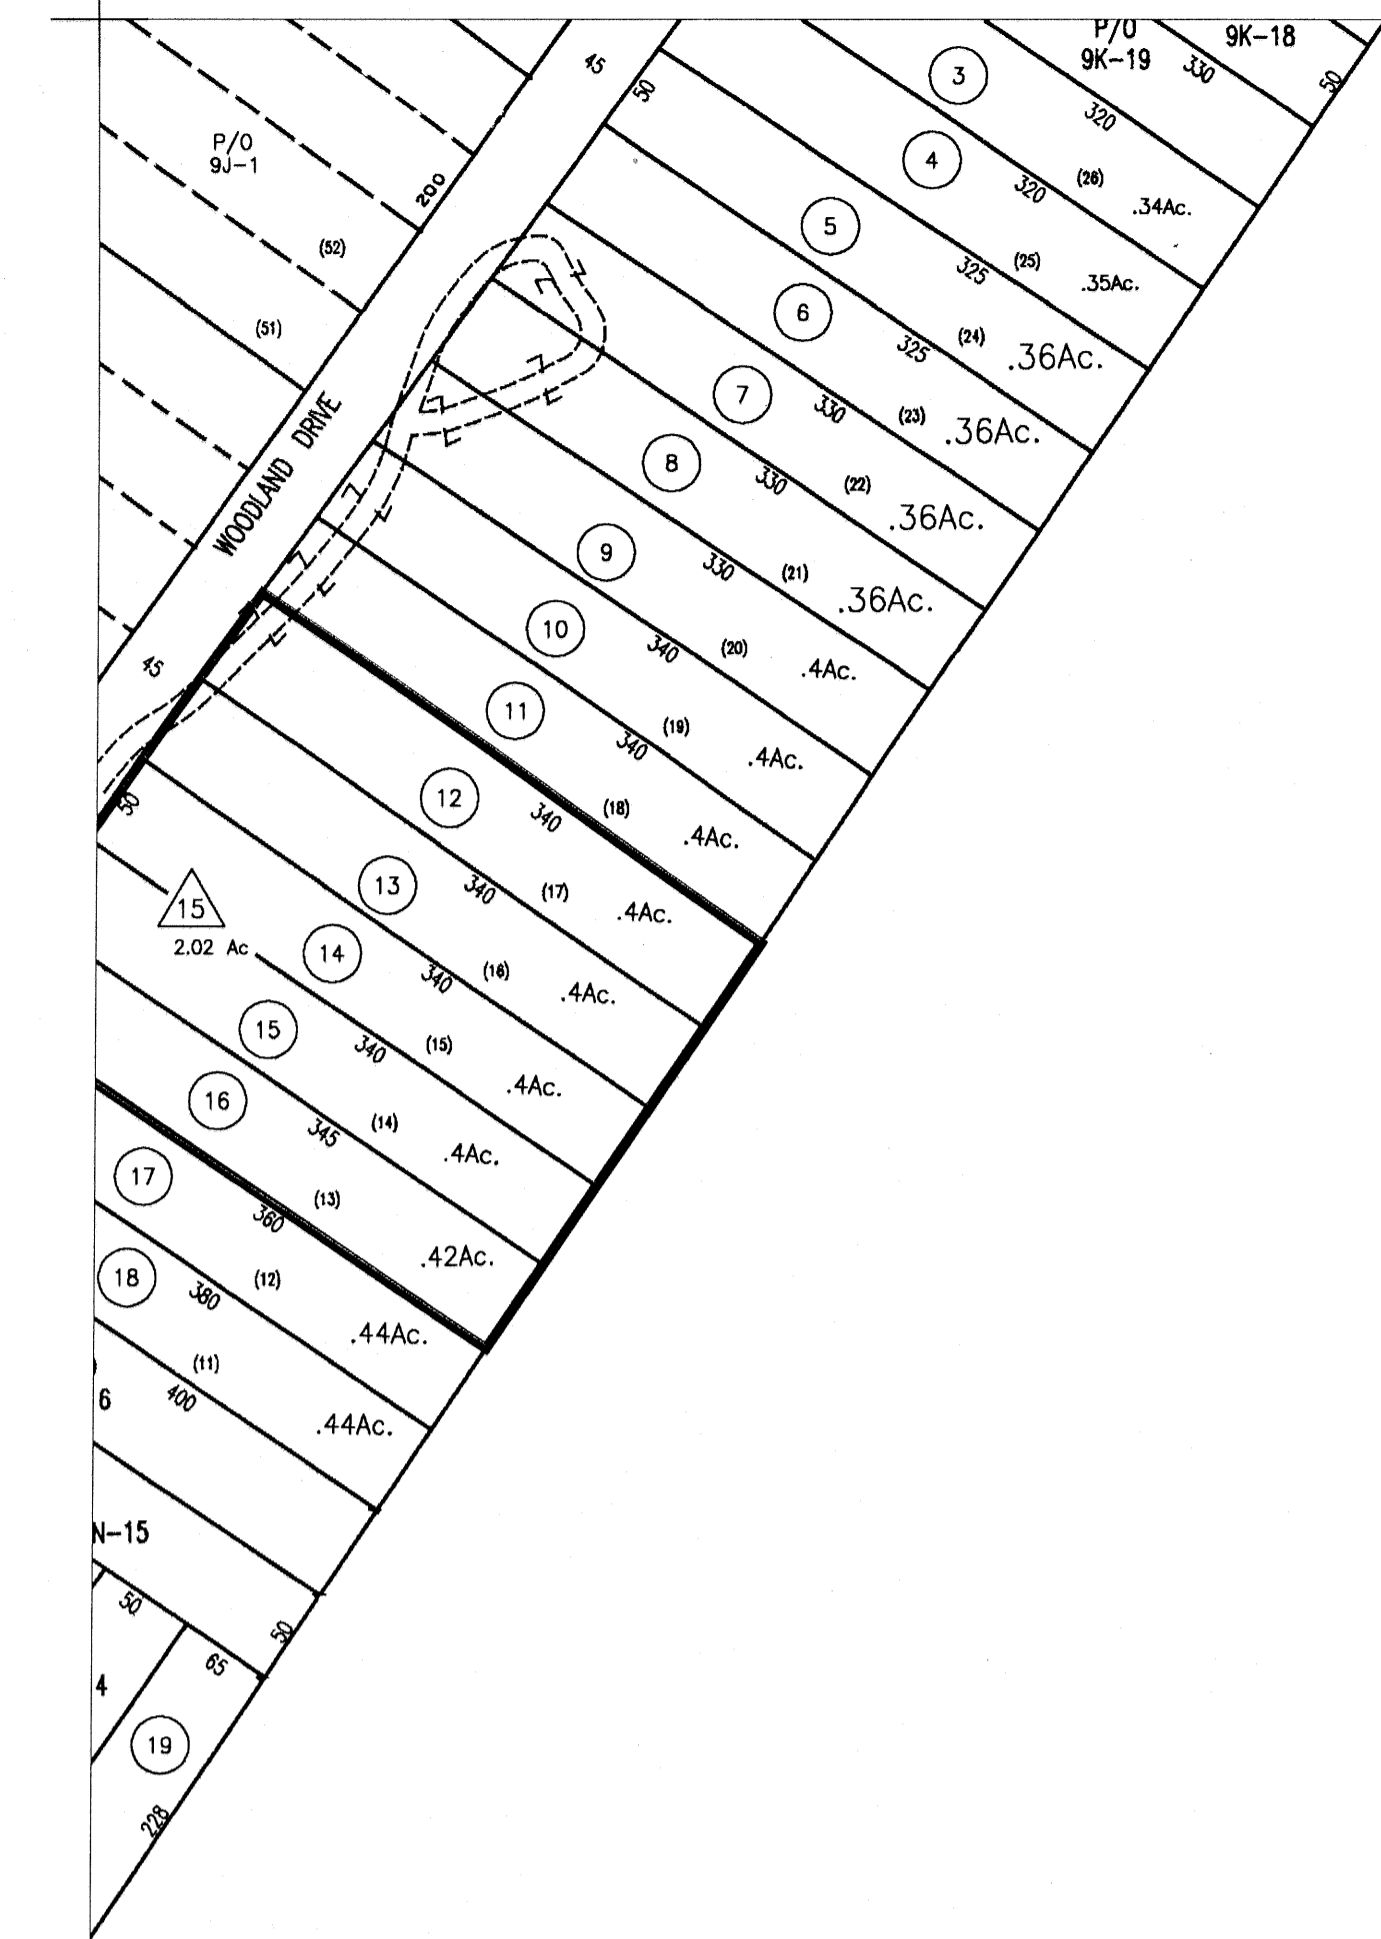 P/O
9K-19
9K-18
330
50
45
50
3
320
P/O
9J-1
200
4
320
(26)
.34Ac.
(52)
5
325
(25)
.35Ac.
(51)
6
325
(24)
.36Ac.
WOODLAND DRIVE
7
330
(23)
.36Ac.
8
330
(22)
.36Ac.
9
330
(21)
.36Ac.
10
340
(20)
.4Ac.
45
11
340
(19)
.4Ac.
50
12
340
(18)
.4Ac.
13
340
(17)
.4Ac.
15
2.02 Ac
14
340
(16)
.4Ac.
15
340
(15)
.4Ac.
16
345
(14)
.4Ac.
17
360
(13)
.42Ac.
18
380
(12)
.44Ac.
(11)
6
400
.44Ac.
N-15
50
50
65
4
19
228